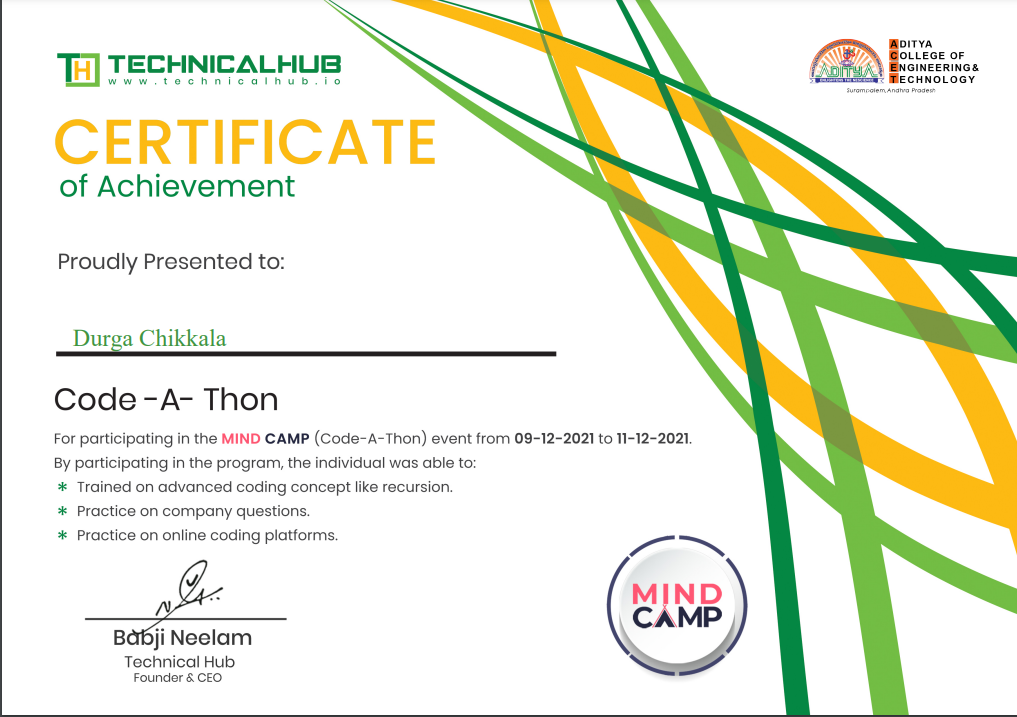 TH TECHNICALHUB
www.technicalhub.io
ADITYA
ADITYA
COLLEGE OF
ENGINEERING&
TECHNOLOGY
Surampalem,Andhra Pradesh
CERTIFICATE
of Achievement
Proudly Presented to:
Durga Chikkala
Code -A- Thon
For participating in the MIND CAMP (Code-A-Thon) event from 09-12-2021 to 11-12-2021.
By participating in the program, the individual was able to:
* Trained on advanced coding concept like recursion.
* Practice on company questions.
* Practice on online coding platforms.
Babji Neelam
Technical Hub
Founder & CEO
MIND
CAMP